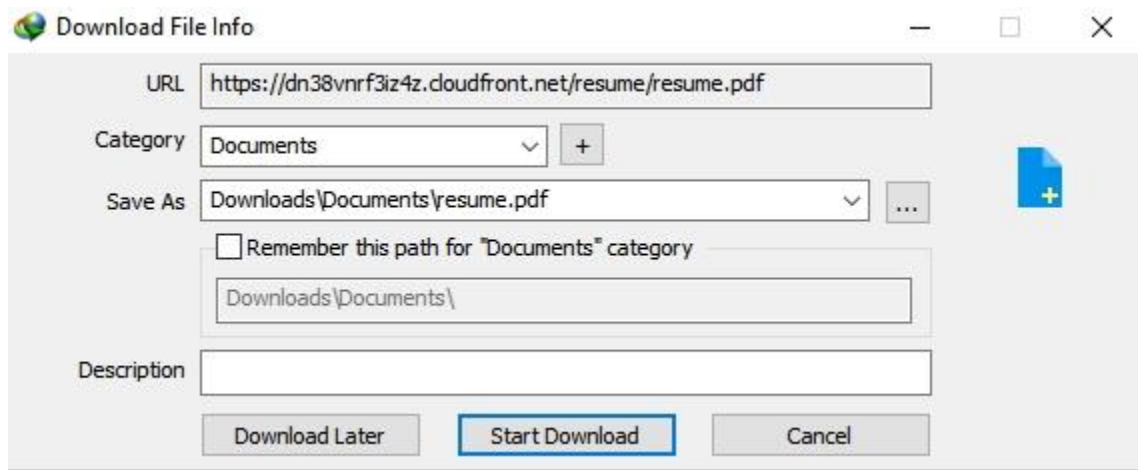 Download File Info
URL https://dn38vnrf3iz4z.cloudfront.net/resume/resume.pdf
Category Documents +
Save As Downloads\Documents\resume.pdf ...
Remember this path for "Documents" category
Downloads\Documents\
Description
Download Later Start Download Cancel